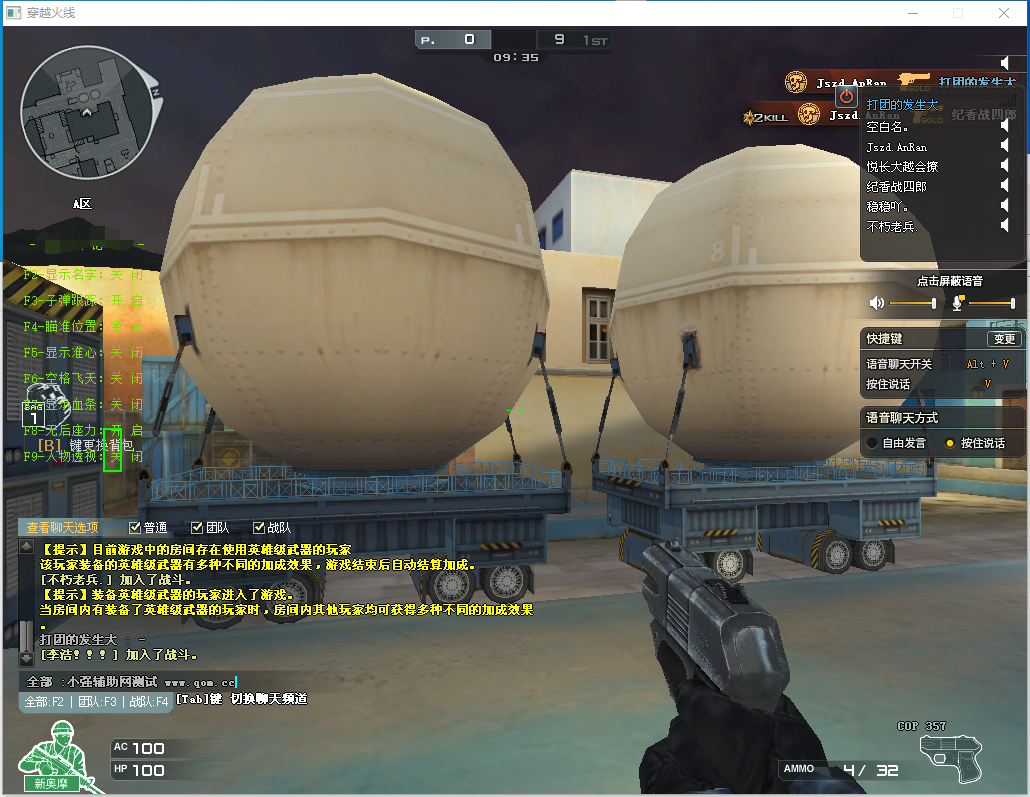 穿越火线
P. 0 9 1ST
09:35
N
Jszd.AnRan GOLD 打团的发生大
2KILL Jszd.AnRan GOLD 纪香战四郎
打团的发生大
空白名。
Jszd.AnRan
悦长大越会撩
纪香战四郎
稳稳吖。
不朽老兵.
A区
F2-显示名字: 关 闭
F3-子弹跟踪: 开 启
F4-瞄准位置:
F5-显示准心: 关 闭
F6-空格飞天: 关 闭
显示血条: 关 闭
F8-无后座力: 开 启
F9-人物透视: 关 闭
BAG
1
[B] 键更换背包
8
点击屏蔽语音
快捷键 变更
语音聊天开关 Alt + V
按住说话 V
语音聊天方式
自由发言 按住说话
查看聊天选项 普通 团队 战队
【提示】目前游戏中的房间存在使用英雄级武器的玩家
该玩家装备的英雄级武器有多种不同的加成效果,游戏结束后自动结算加成。
[不朽老兵.] 加入了战斗。
【提示】装备英雄级武器的玩家进入了游戏。
当房间内有装备了英雄级武器的玩家时,房间内其他玩家均可获得多种不同的加成效果
。
打团的发生大 : -
[李浩!!!] 加入了战斗。
全部 :小强辅助网测试 www.qom.cc
全部:F2 | 团队:F3 | 战队:F4 [Tab]键 切换聊天频道
新奥摩
AC 100
HP 100
COP 357
AMMO 4 / 32